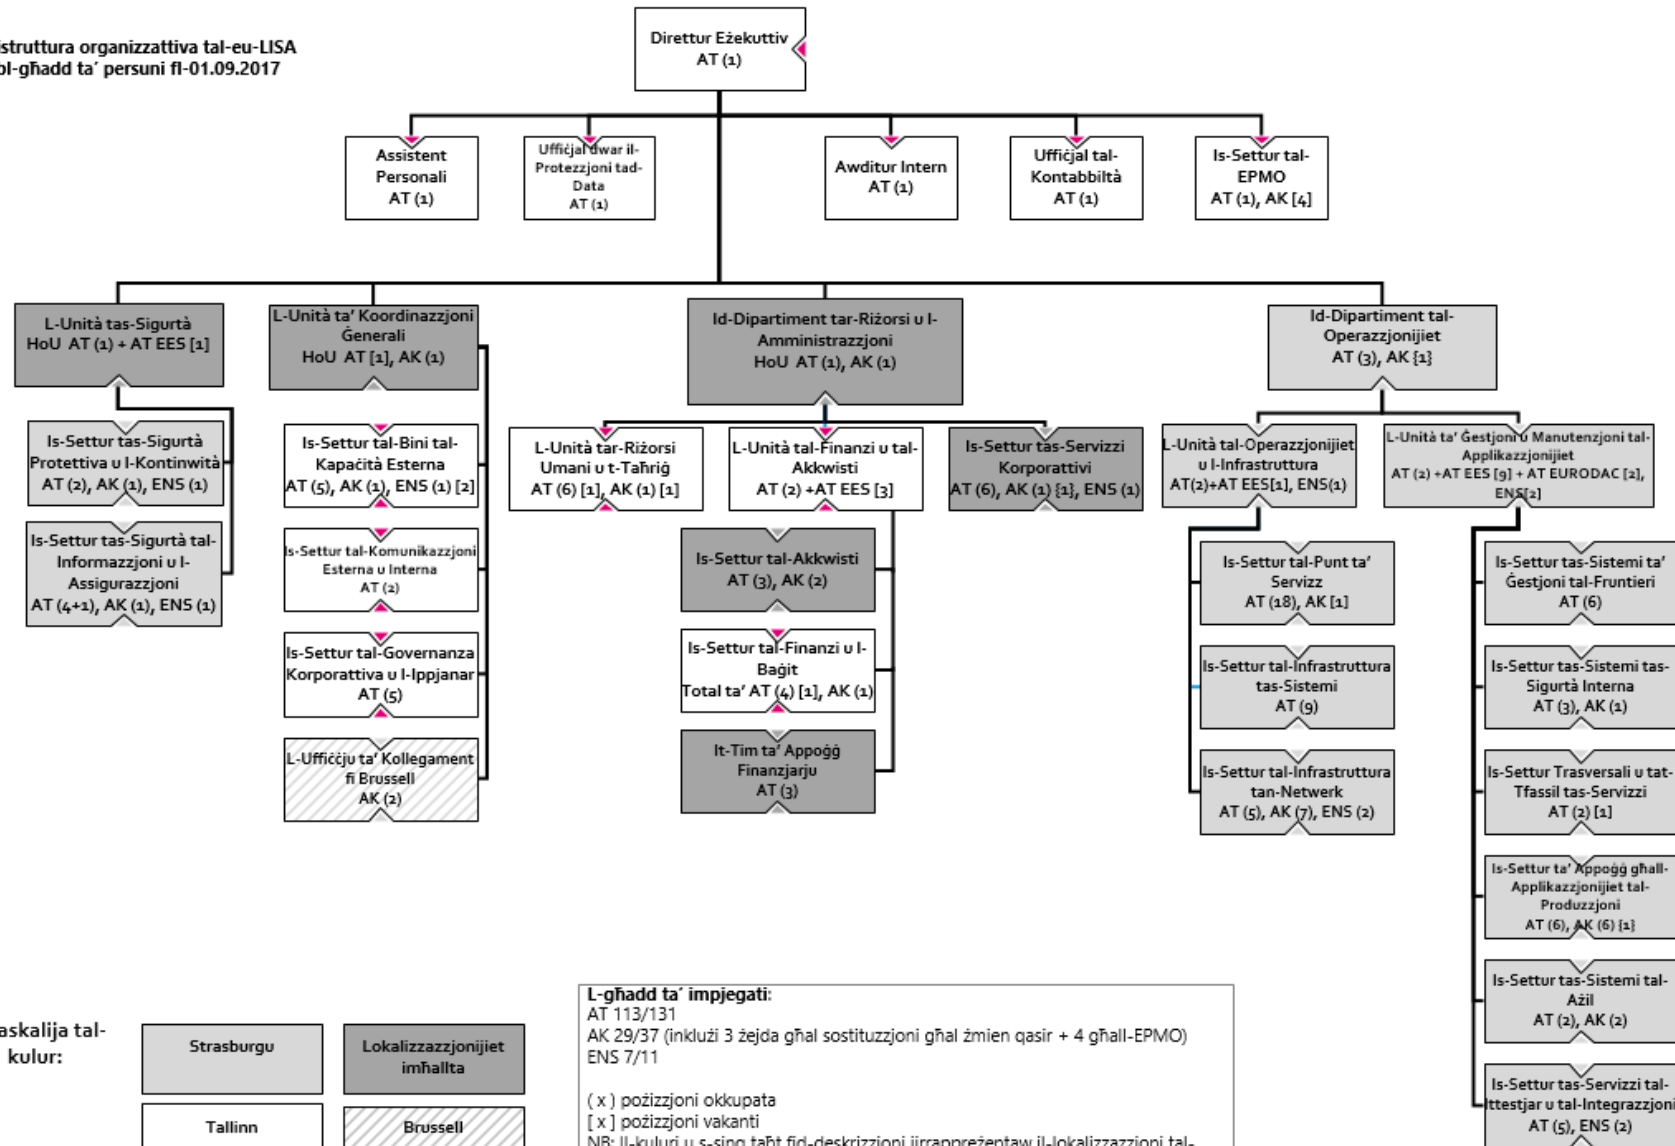 struttura organizzattiva tal-eu-LISA
bl-għadd ta' persuni fl-01.09.2017
Direttur Eżekuttiv
AT (1)
Assistent
Personali
AT (1)
Uffiċjal dwar il-
Protezzjoni tad-
Data
AT (1)
Awditur Intern
AT (1)
Uffiċjal tal-
Kontabbiltà
AT (1)
Is-Settur tal-
EPMO
AT (1), AK [4]
L-Unità tas-Sigurtà
HoU AT (1) + AT EES [1]
L-Unità ta' Koordinazzjoni
Ġenerali
HoU AT [1], AK (1)
Id-Dipartiment tar-Riżorsi u l-
Amministrazzjoni
HoU AT (1), AK (1)
Id-Dipartiment tal-
Operazzjonijiet
AT (3), AK {1}
Is-Settur tas-Sigurtà
Protettiva u l-Kontinwità
AT (2), AK (1), ENS (1)
Is-Settur tas-Sigurtà tal-
Informazzjoni u l-
Assigurazzjoni
AT (4+1), AK (1), ENS (1)
Is-Settur tal-Bini tal-
Kapaċità Esterna
AT (5), AK (1), ENS (1) [2]
Is-Settur tal-Komunikazzjoni
Esterna u Interna
AT (2)
Is-Settur tal-Governanza
Korporattiva u l-Ippjanar
AT (5)
L-Uffiċċju ta' Kollegament
fi Brussell
AK (2)
L-Unità tar-Riżorsi
Umani u t-Taħriġ
AT (6) [1], AK (1) [1]
L-Unità tal-Finanzi u tal-
Akkwisti
AT (2) +AT EES [3]
Is-Settur tas-Servizzi
Korporattivi
AT (6), AK (1) {1}, ENS (1)
Is-Settur tal-Akkwisti
AT (3), AK (2)
Is-Settur tal-Finanzi u l-
Baġit
Total ta' AT (4) [1], AK (1)
It-Tim ta' Appoġġ
Finanzjarju
AT (3)
L-Unità tal-Operazzjonijiet
u l-Infrastruttura
AT(2)+AT EES[1], ENS(1)
L-Unità ta' Ġestjoni u Manutenzjoni tal-
Applikazzjonijiet
AT (2) +AT EES [9] + AT EURODAC [2],
ENS[2]
Is-Settur tal-Punt ta'
Servizz
AT (18), AK [1]
Is-Settur tal-Infrastruttura
tas-Sistemi
AT (9)
Is-Settur tal-Infrastruttura
tan-Netwerk
AT (5), AK (7), ENS (2)
Is-Settur tas-Sistemi ta'
Ġestjoni tal-Fruntieri
AT (6)
Is-Settur tas-Sistemi tas-
Sigurtà Interna
AT (3), AK (1)
Is-Settur Trasversali u tat-
Tfassil tas-Servizzi
AT (2) [1]
Is-Settur ta' Appoġġ għall-
Applikazzjonijiet tal-
Produzzjoni
AT (6), AK (6) {1}
Is-Settur tas-Sistemi tal-
Ażil
AT (2), AK (2)
Is-Settur tas-Servizzi tal-
Ittestjar u tal-Integrazzjoni
AT (5), ENS (2)
askalija tal-
kulur:
Strasburgu
Lokalizzazzjonijiet
imħallta
Tallinn
Brussell
L-għadd ta' impjegati:
AT 113/131
AK 29/37 (inklużi 3 żejda għal sostituzzjoni għal żmien qasir + 4 għall-EPMO)
ENS 7/11
( x ) pożizzjoni okkupata
[ x ] pożizzjoni vakanti
NB: Il-kuluri u s-sinn taħt fid-deskrizzjoni jirrappreżentaw il-lokalizzazzjoni tal-